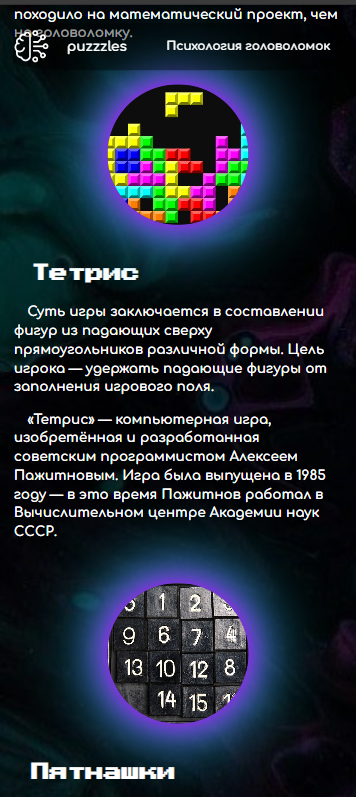 походило на математический проект, чем
на головоломку.
puzzzles
Психология головоломок
Тетрис
Суть игры заключается в составлении
фигур из падающих сверху
прямоугольников различной формы. Цель
игрока — удержать падающие фигуры от
заполнения игрового поля.
«Тетрис» — компьютерная игра,
изобретённая и разработанная
советским программистом Алексеем
Пажитновым. Игра была выпущена в 1985
году — в это время Пажитнов работал в
Вычислительном центре Академии наук
СССР.
1 2
9 6 7 4
13 10 12 8
14 15
Пятнашки